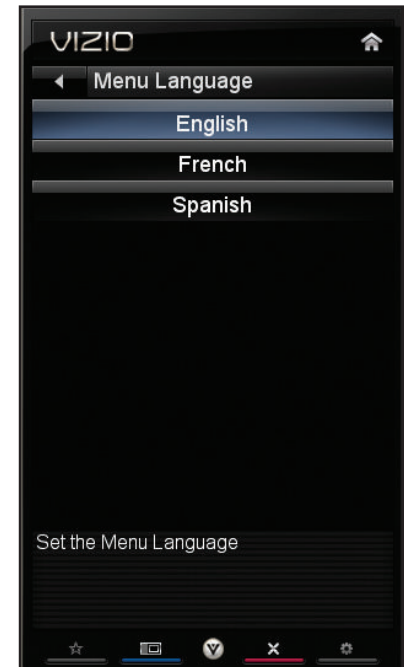 VIZIO
Menu Language
English
French
Spanish
Set the Menu Language
V